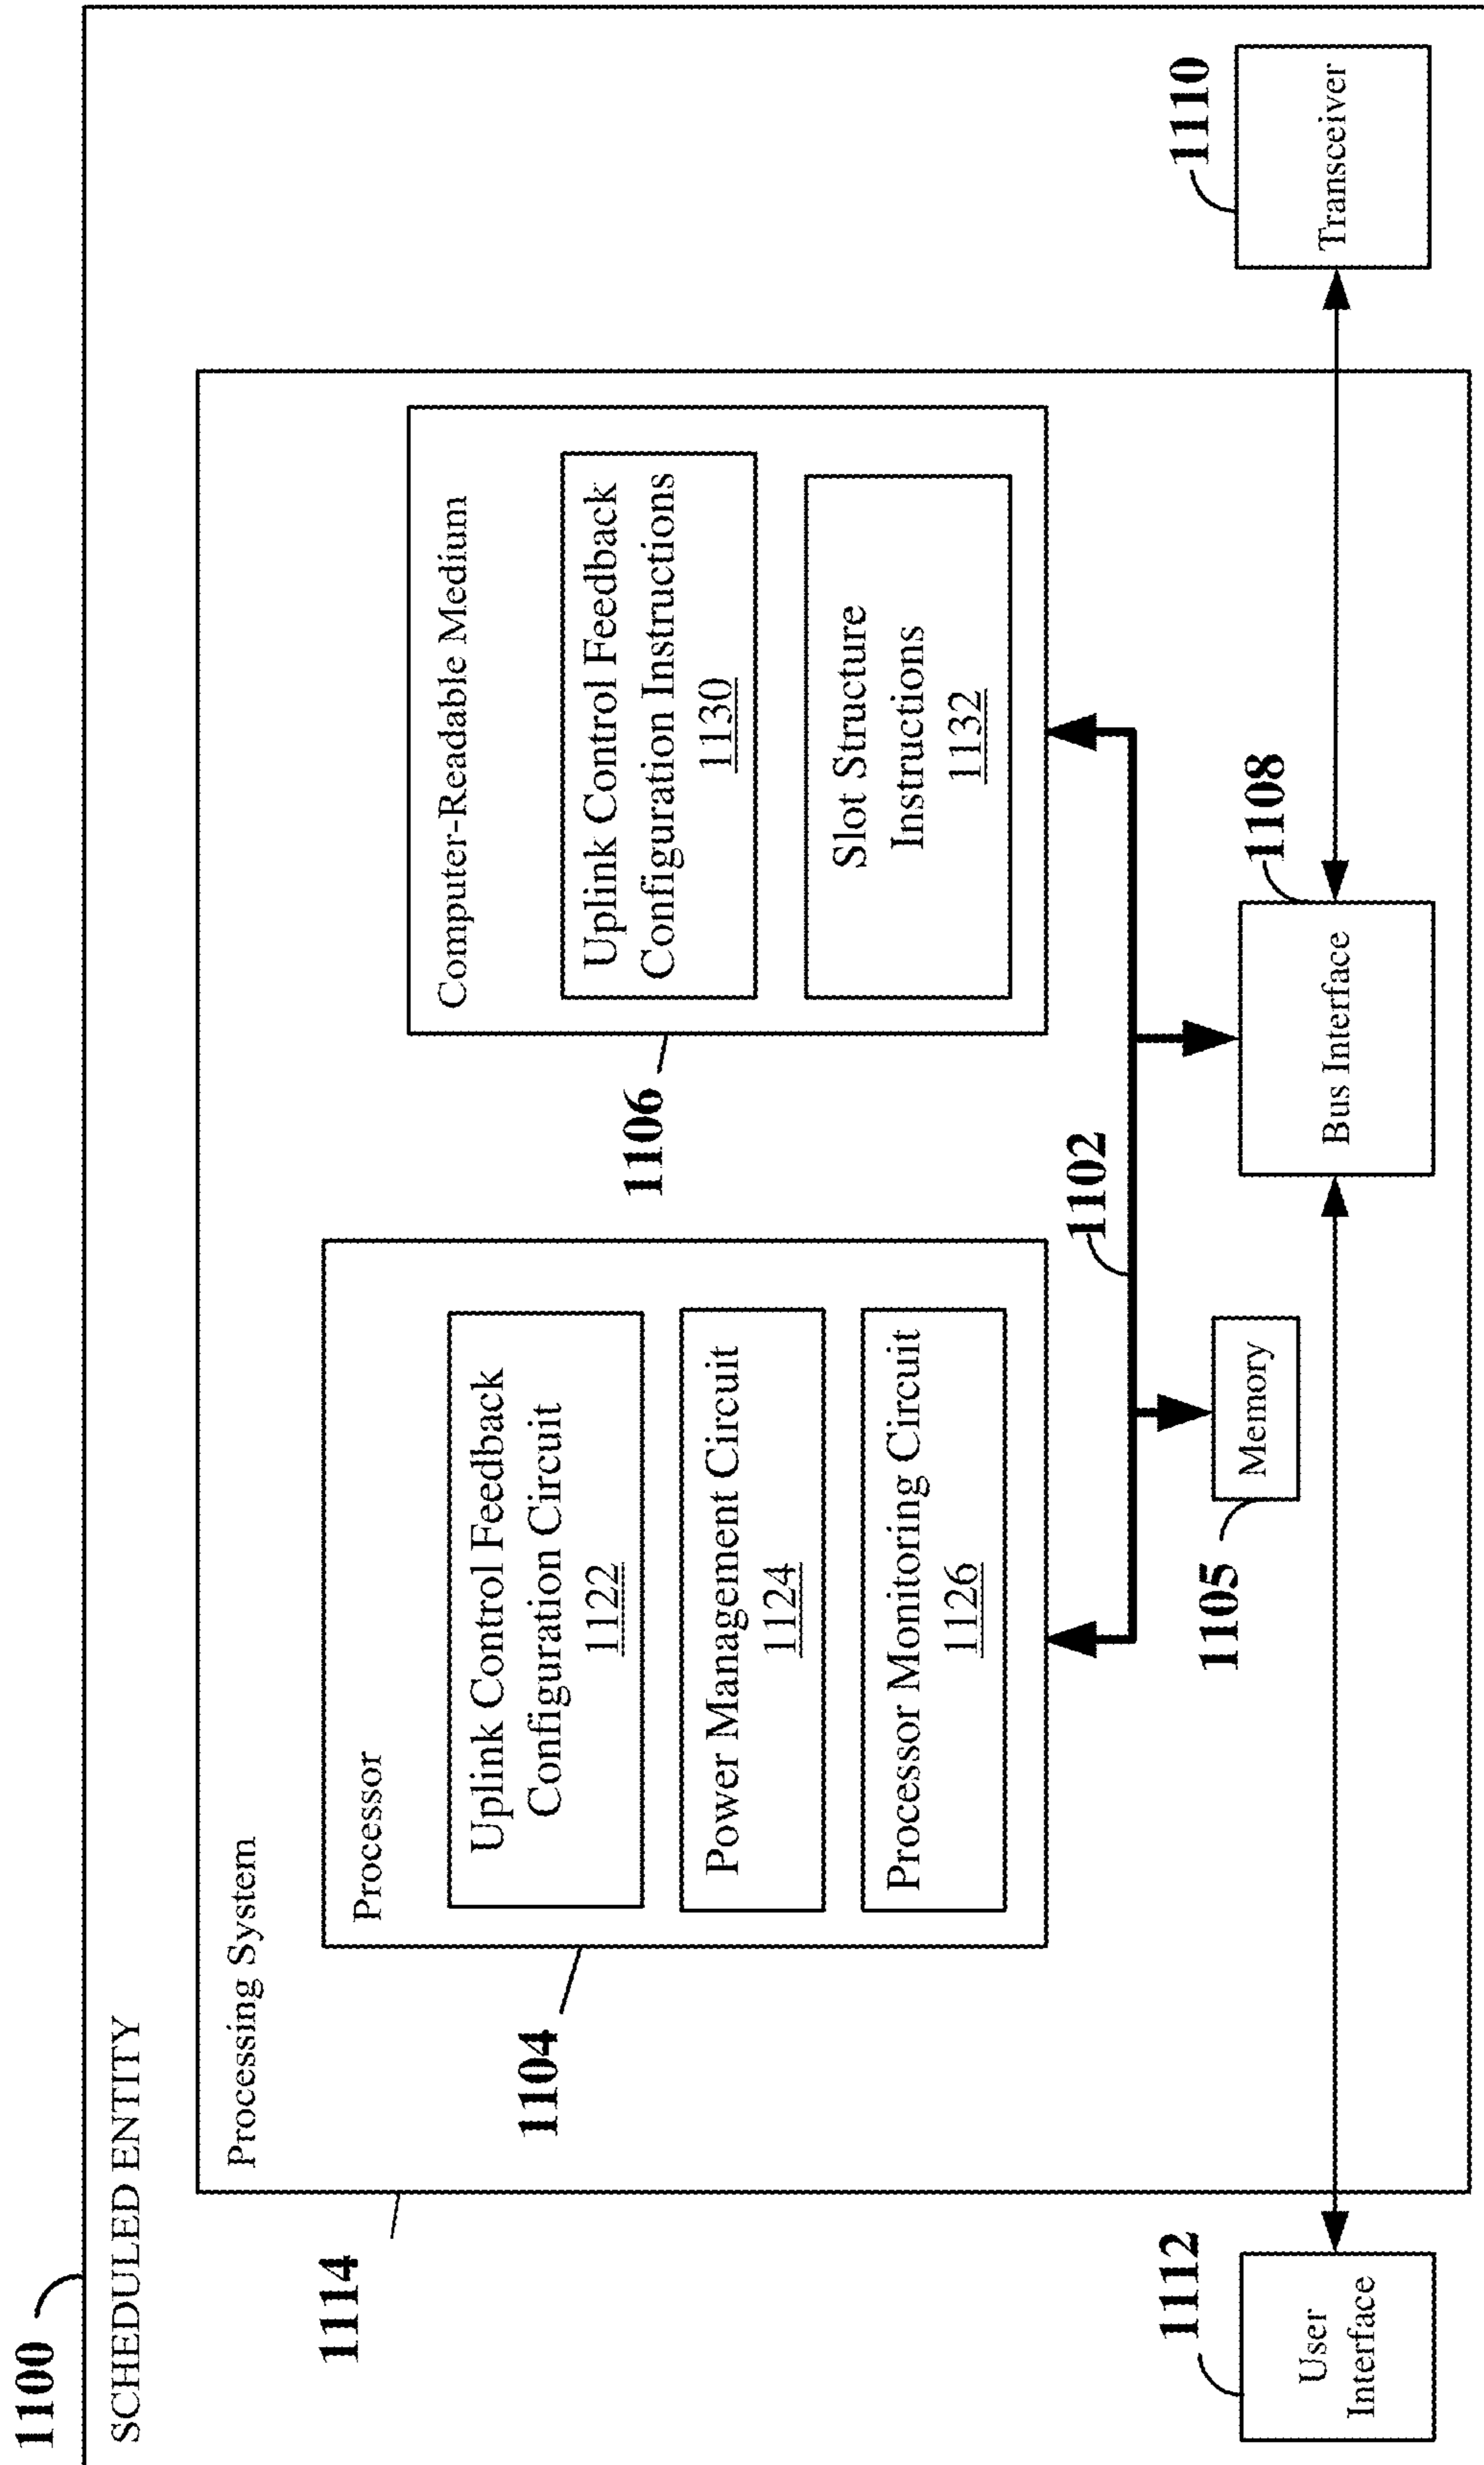 1100
SCHEDULED ENTITY
1114
Processing System
1104
Processor
Uplink Control Feedback
Configuration Circuit
1122
Power Management Circuit
1124
Processor Monitoring Circuit
1126
1106
Computer-Readable Medium
Uplink Control Feedback
Configuration Instructions
1130
Slot Structure
Instructions
1132
1102
1105
Memory
1108
Bus Interface
1112
User
Interface
1110
Transceiver